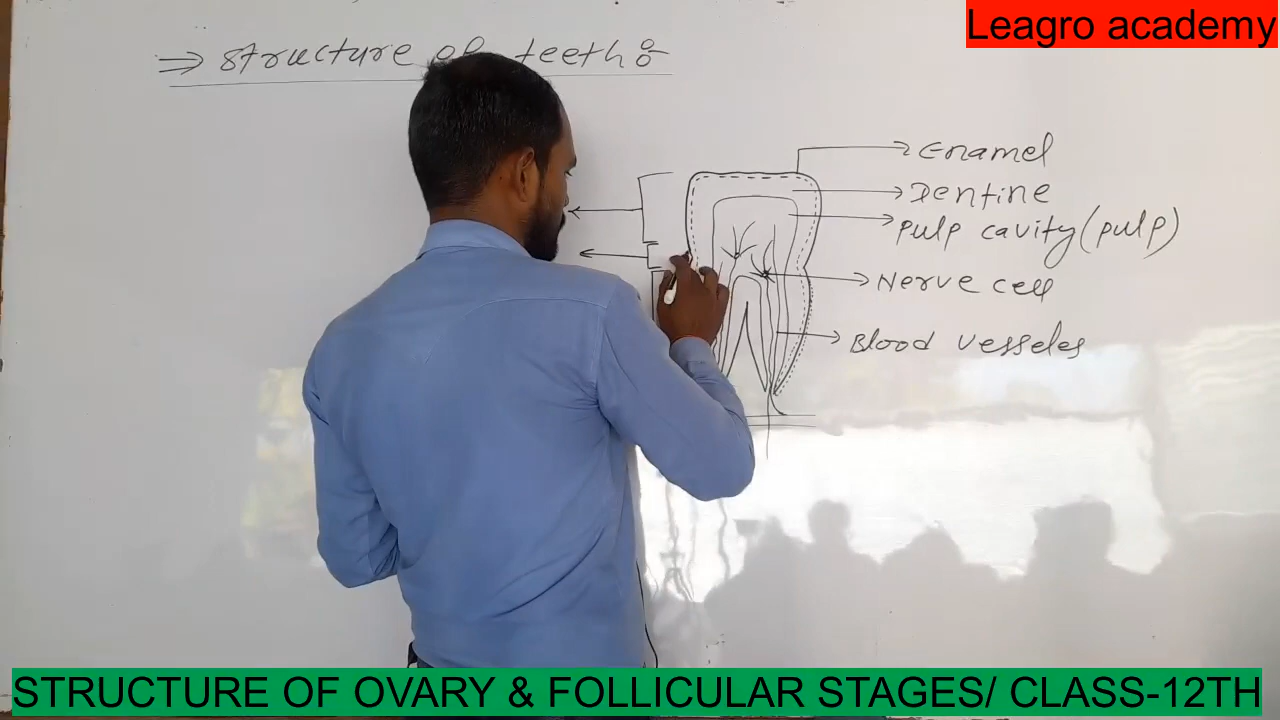 Leagro academy
⇒ Structure of teeth :-
Enamel
Dentine
Pulp cavity (pulp)
Nerve cell
Blood vesseles
STRUCTURE OF OVARY & FOLLICULAR STAGES/ CLASS-12TH